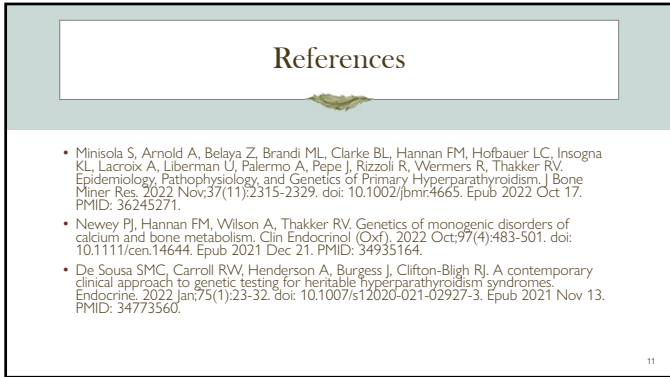 References
• Minisola S, Arnold A, Belaya Z, Brandi ML, Clarke BL, Hannan FM, Hofbauer LC, Insogna
KL, Lacroix A, Liberman U, Palermo A, Pepe J, Rizzoli R, Wermers R, Thakker RV.
Epidemiology, Pathophysiology, and Genetics of Primary Hyperparathyroidism. J Bone
Miner Res. 2022 Nov;37(11):2315-2329. doi: 10.1002/jbmr.4665. Epub 2022 Oct 17.
PMID: 36245271.
• Newey PJ, Hannan FM, Wilson A, Thakker RV. Genetics of monogenic disorders of
calcium and bone metabolism. Clin Endocrinol (Oxf). 2022 Oct;97(4):483-501. doi:
10.1111/cen.14644. Epub 2021 Dec 21. PMID: 34935164.
• De Sousa SMC, Carroll RW, Henderson A, Burgess J, Clifton-Bligh RJ. A contemporary
clinical approach to genetic testing for heritable hyperparathyroidism syndromes.
Endocrine. 2022 Jan;75(1):23-32. doi: 10.1007/s12020-021-02927-3. Epub 2021 Nov 13.
PMID: 34773560.
11